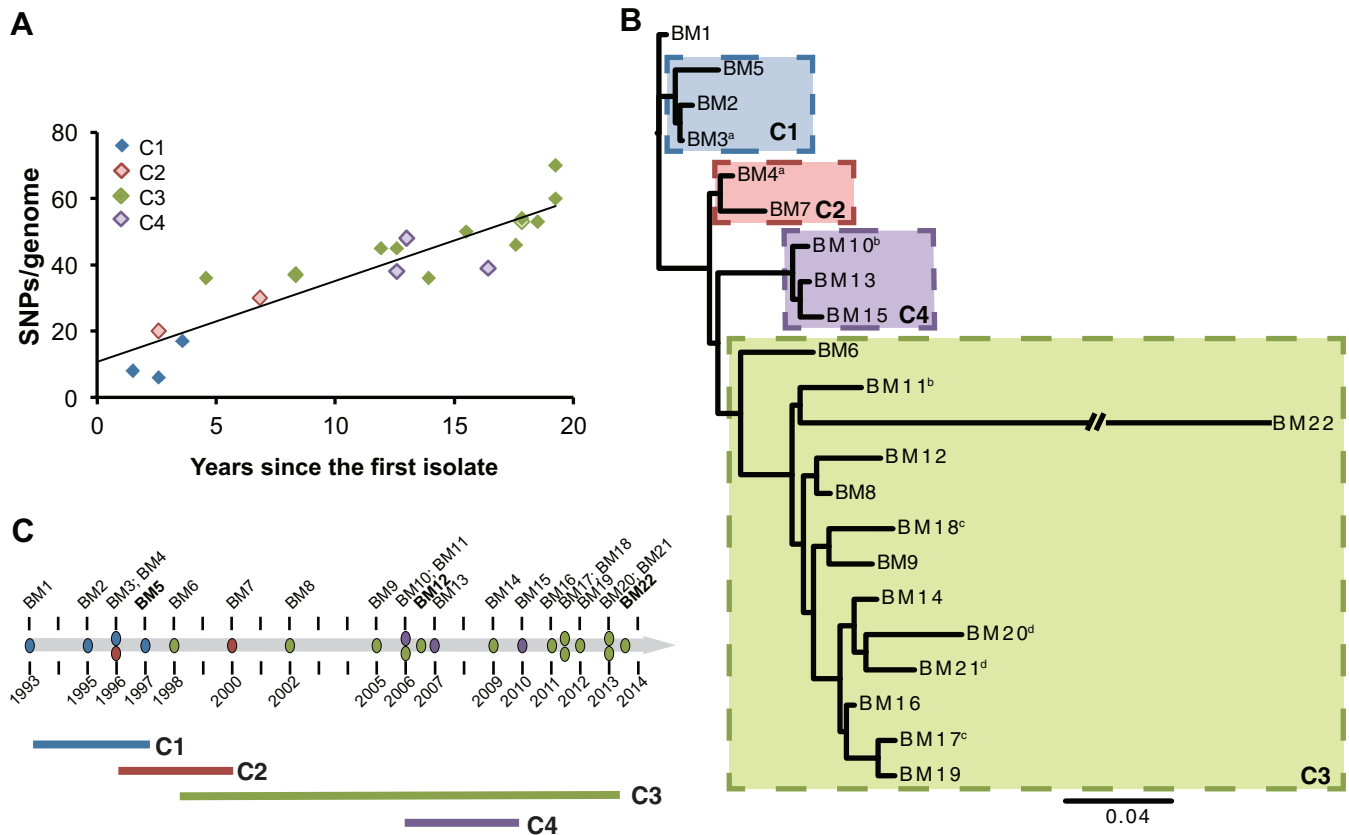 A
80
60
40
20
0
SNPs/genome
C1
C2
C3
C4
0 5 10 15 20
Years since the first isolate
B
BM1
BM5
BM2
BM3ᵃ
C1
BM4ᵃ
BM7
C2
BM10ᵇ
BM13
BM15
C4
BM6
BM11ᵇ
BM22
BM12
BM8
BM18ᶜ
BM9
BM14
BM20ᵈ
BM21ᵈ
BM16
BM17ᶜ
BM19
C3
0.04
C
BM1 BM2 BM3; BM4 BM5 BM6 BM7 BM8 BM9 BM10; BM11 BM12 BM13 BM14 BM15 BM16 BM17; BM18 BM19 BM20; BM21 BM22
1993 1995 1996 1997 1998 2000 2002 2005 2006 2007 2009 2010 2011 2012 2013 2014
C1
C2
C3
C4